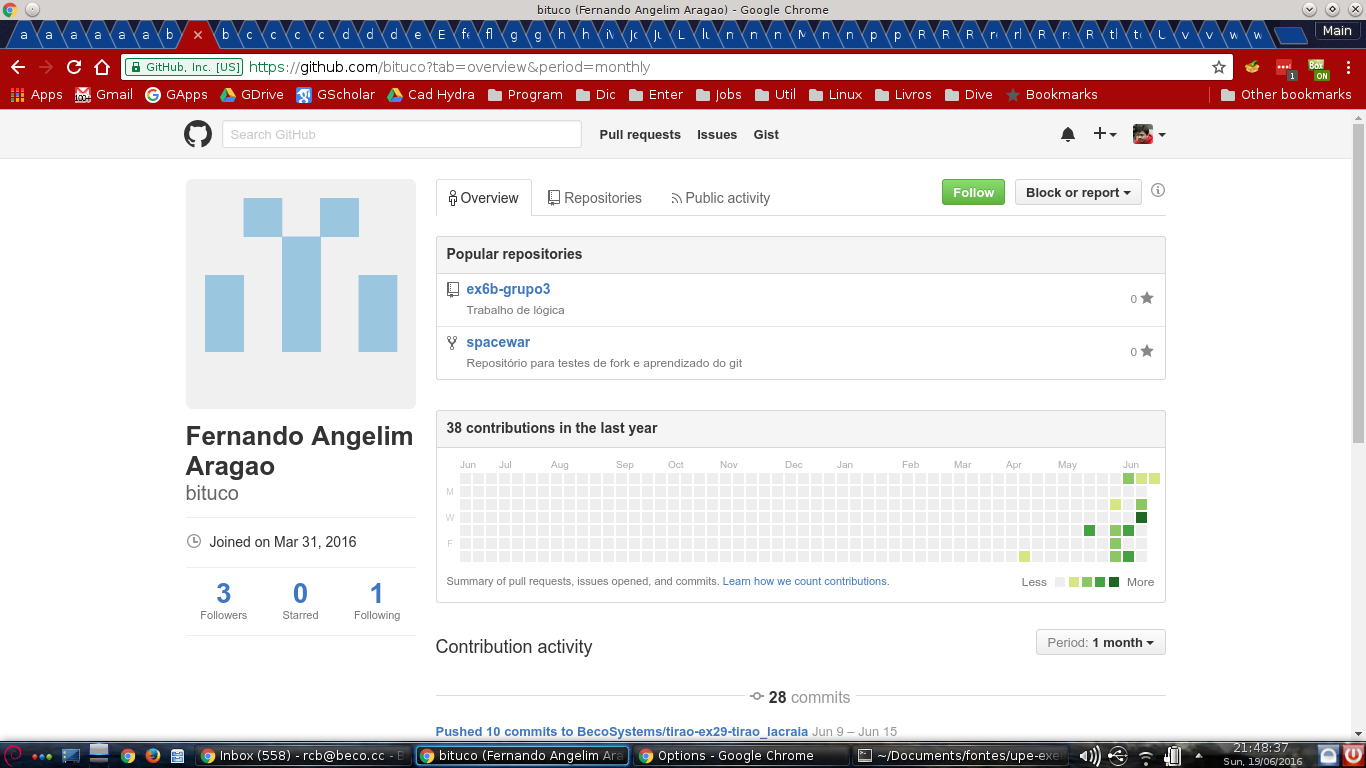 bituco (Fernando Angelim Aragao) - Google Chrome
a a a a a a b b c c c d d d e E g g h h n n n n n p p R R w w
Main
GitHub, Inc. [US] https://github.com/bituco?tab=overview&period=monthly
1 BOX ON
Apps Gmail GApps GDrive GScholar Cad Hydra Program Dic Enter Jobs Util Linux Livros Dive Bookmarks Other bookmarks
Search GitHub Pull requests Issues Gist
Overview Repositories Public activity Follow Block or report
Popular repositories
ex6b-grupo3
Trabalho de lógica
0
spacewar
Repositório para testes de fork e aprendizado do git
0
Fernando Angelim
Aragao
bituco
Joined on Mar 31, 2016
3 0 1
Followers Starred Following
38 contributions in the last year
Jun Jul Aug Sep Oct Nov Dec Jan Feb Mar Apr May Jun
M
W
F
Summary of pull requests, issues opened, and commits. Learn how we count contributions. Less More
Contribution activity Period: 1 month
28 commits
Pushed 10 commits to BecoSystems/tirao-ex29-tirao_lacraia Jun 9 – Jun 15
Inbox (558) - rcb@beco.cc - B bituco (Fernando Angelim Ara Options - Google Chrome ~/Documents/fontes/upe-exe 21:48:37
Sun, 19/06/2016